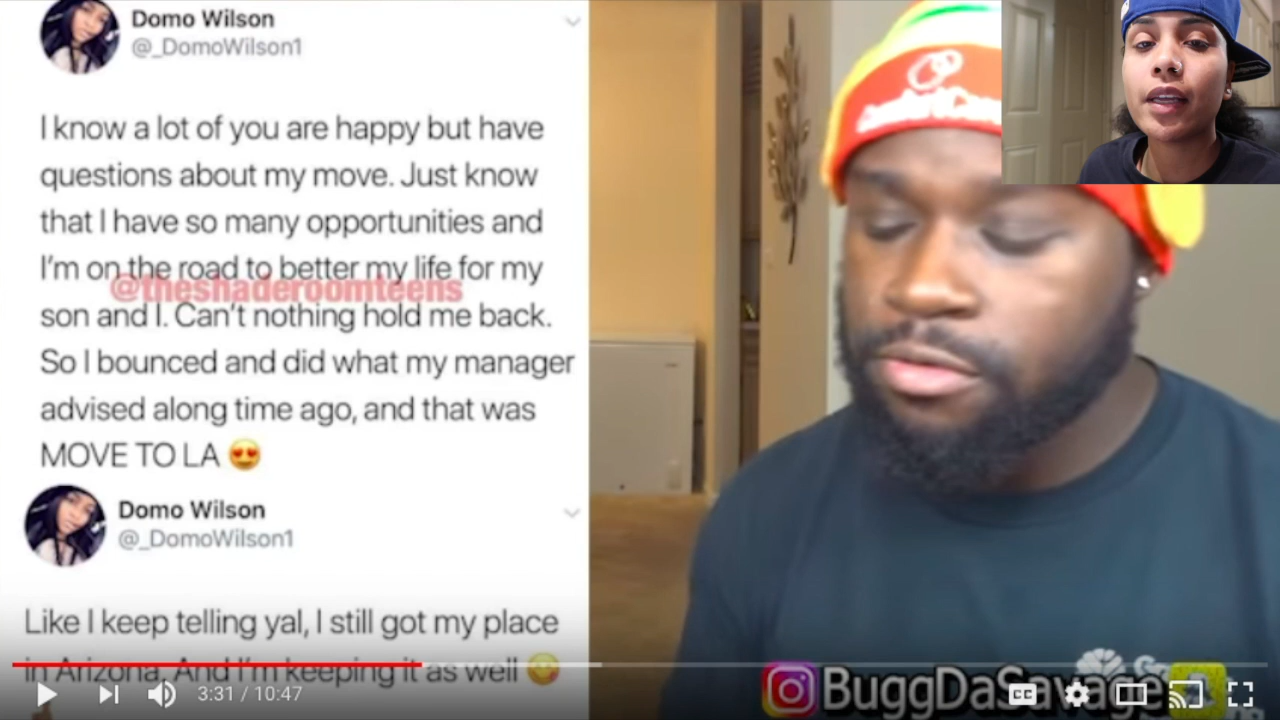 Domo Wilson
@_DomoWilson1
I know a lot of you are happy but have
questions about my move. Just know
that I have so many opportunities and
I'm on the road to better my life for my
@theshaderoomteens
son and I. Can't nothing hold me back.
So I bounced and did what my manager
advised along time ago, and that was
MOVE TO LA 😍
Domo Wilson
@_DomoWilson1
Like I keep telling yal, I still got my place
in Arizona. And I'm keeping it as well
BuggDaSavage
3:31 / 10:47
CC